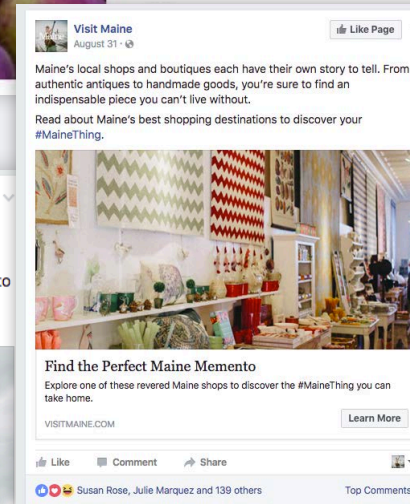 Visit Maine
Like Page
August 31 ·
Maine's local shops and boutiques each have their own story to tell. From
authentic antiques to handmade goods, you're sure to find an
indispensable piece you can't live without.
Read about Maine's best shopping destinations to discover your
#MaineThing.
to
Find the Perfect Maine Memento
Explore one of these revered Maine shops to discover the #MaineThing you can
take home.
VISITMAINE.COM
Learn More
Like Comment Share
Susan Rose, Julie Marquez and 139 others
Top Comments